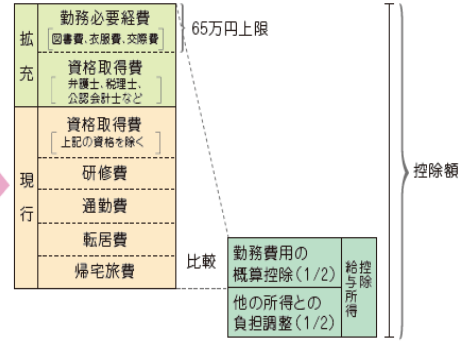 拡充
勤務必要経費
[図書費、衣服費、交際費]
65万円上限
資格取得費
[弁護士、税理士、
公認会計士など]
現行
資格取得費
[上記の資格を除く]
研修費
通勤費
転居費
帰宅旅費
比較
勤務費用の
概算控除(1/2)
他の所得との
負担調整(1/2)
給与所得
控除
控除額